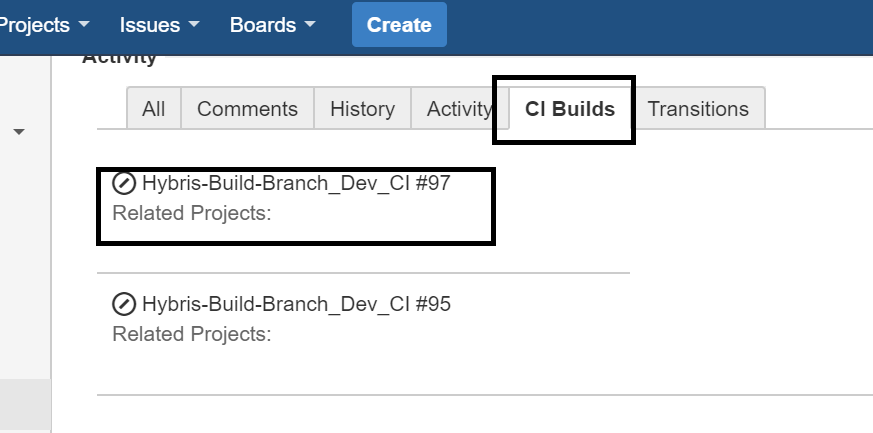 Projects Issues Boards Create
Activity
All Comments History Activity CI Builds Transitions
Hybris-Build-Branch_Dev_CI #97
Related Projects:
Hybris-Build-Branch_Dev_CI #95
Related Projects: